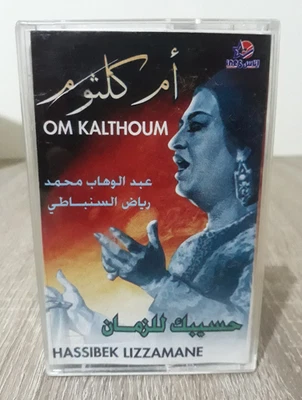 أم كلثوم
OM KALTHOUM
عبد الوهاب محمد
رياض السنباطي
حسيبك للزمان
HASSIBEK LIZZAMANE